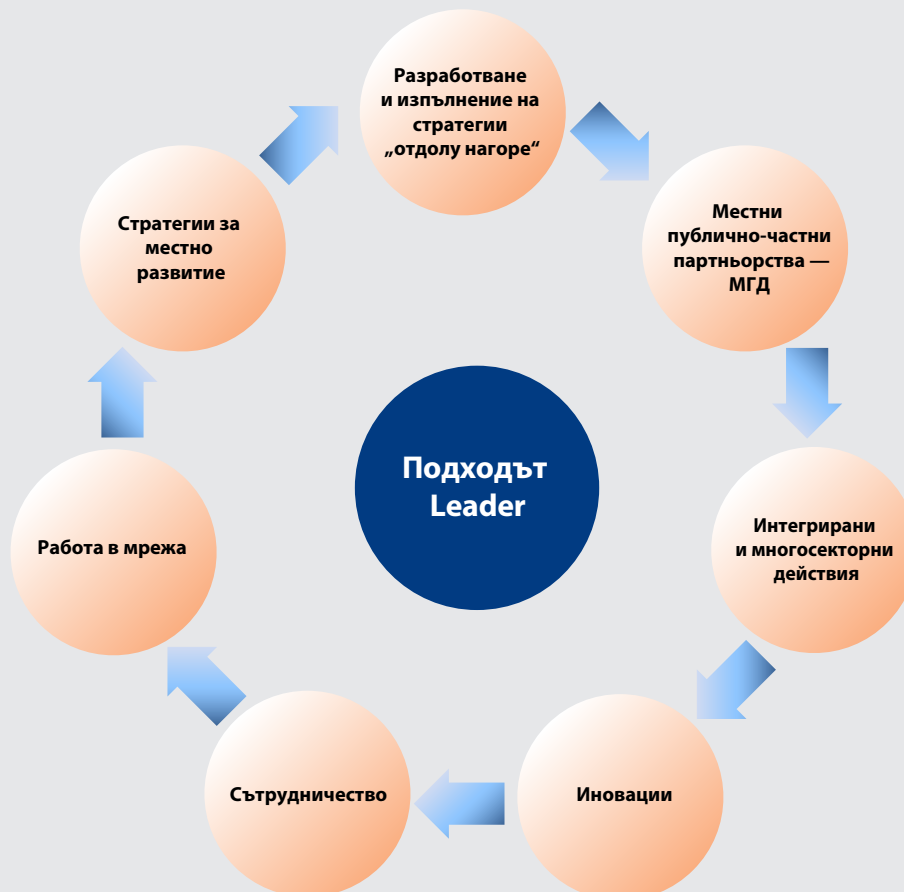 Разработване
и изпълнение на
стратегии
„отдолу нагоре“
Местни
публично-частни
партньорства —
МГД
Интегрирани
и многосекторни
действия
Иновации
Сътрудничество
Работа в мрежа
Стратегии за
местно
развитие
Подходът
Leader